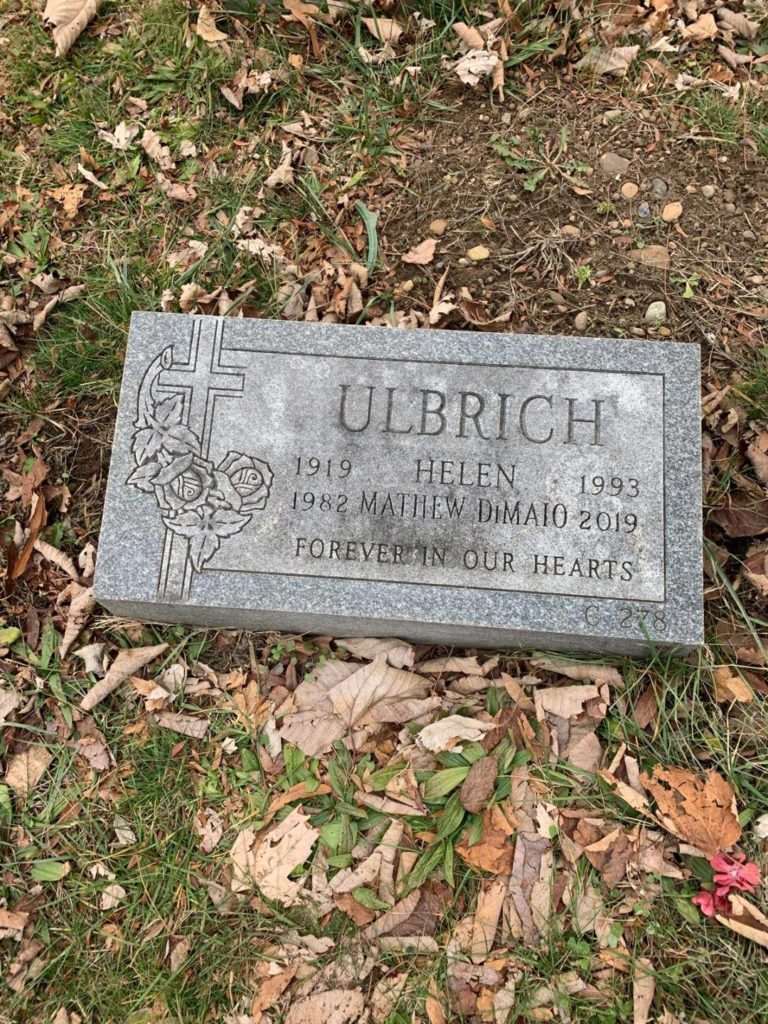 ULBRICH
1919 HELEN 1993
1982 MATHEW DiMAIO 2019
FOREVER IN OUR HEARTS
C 278